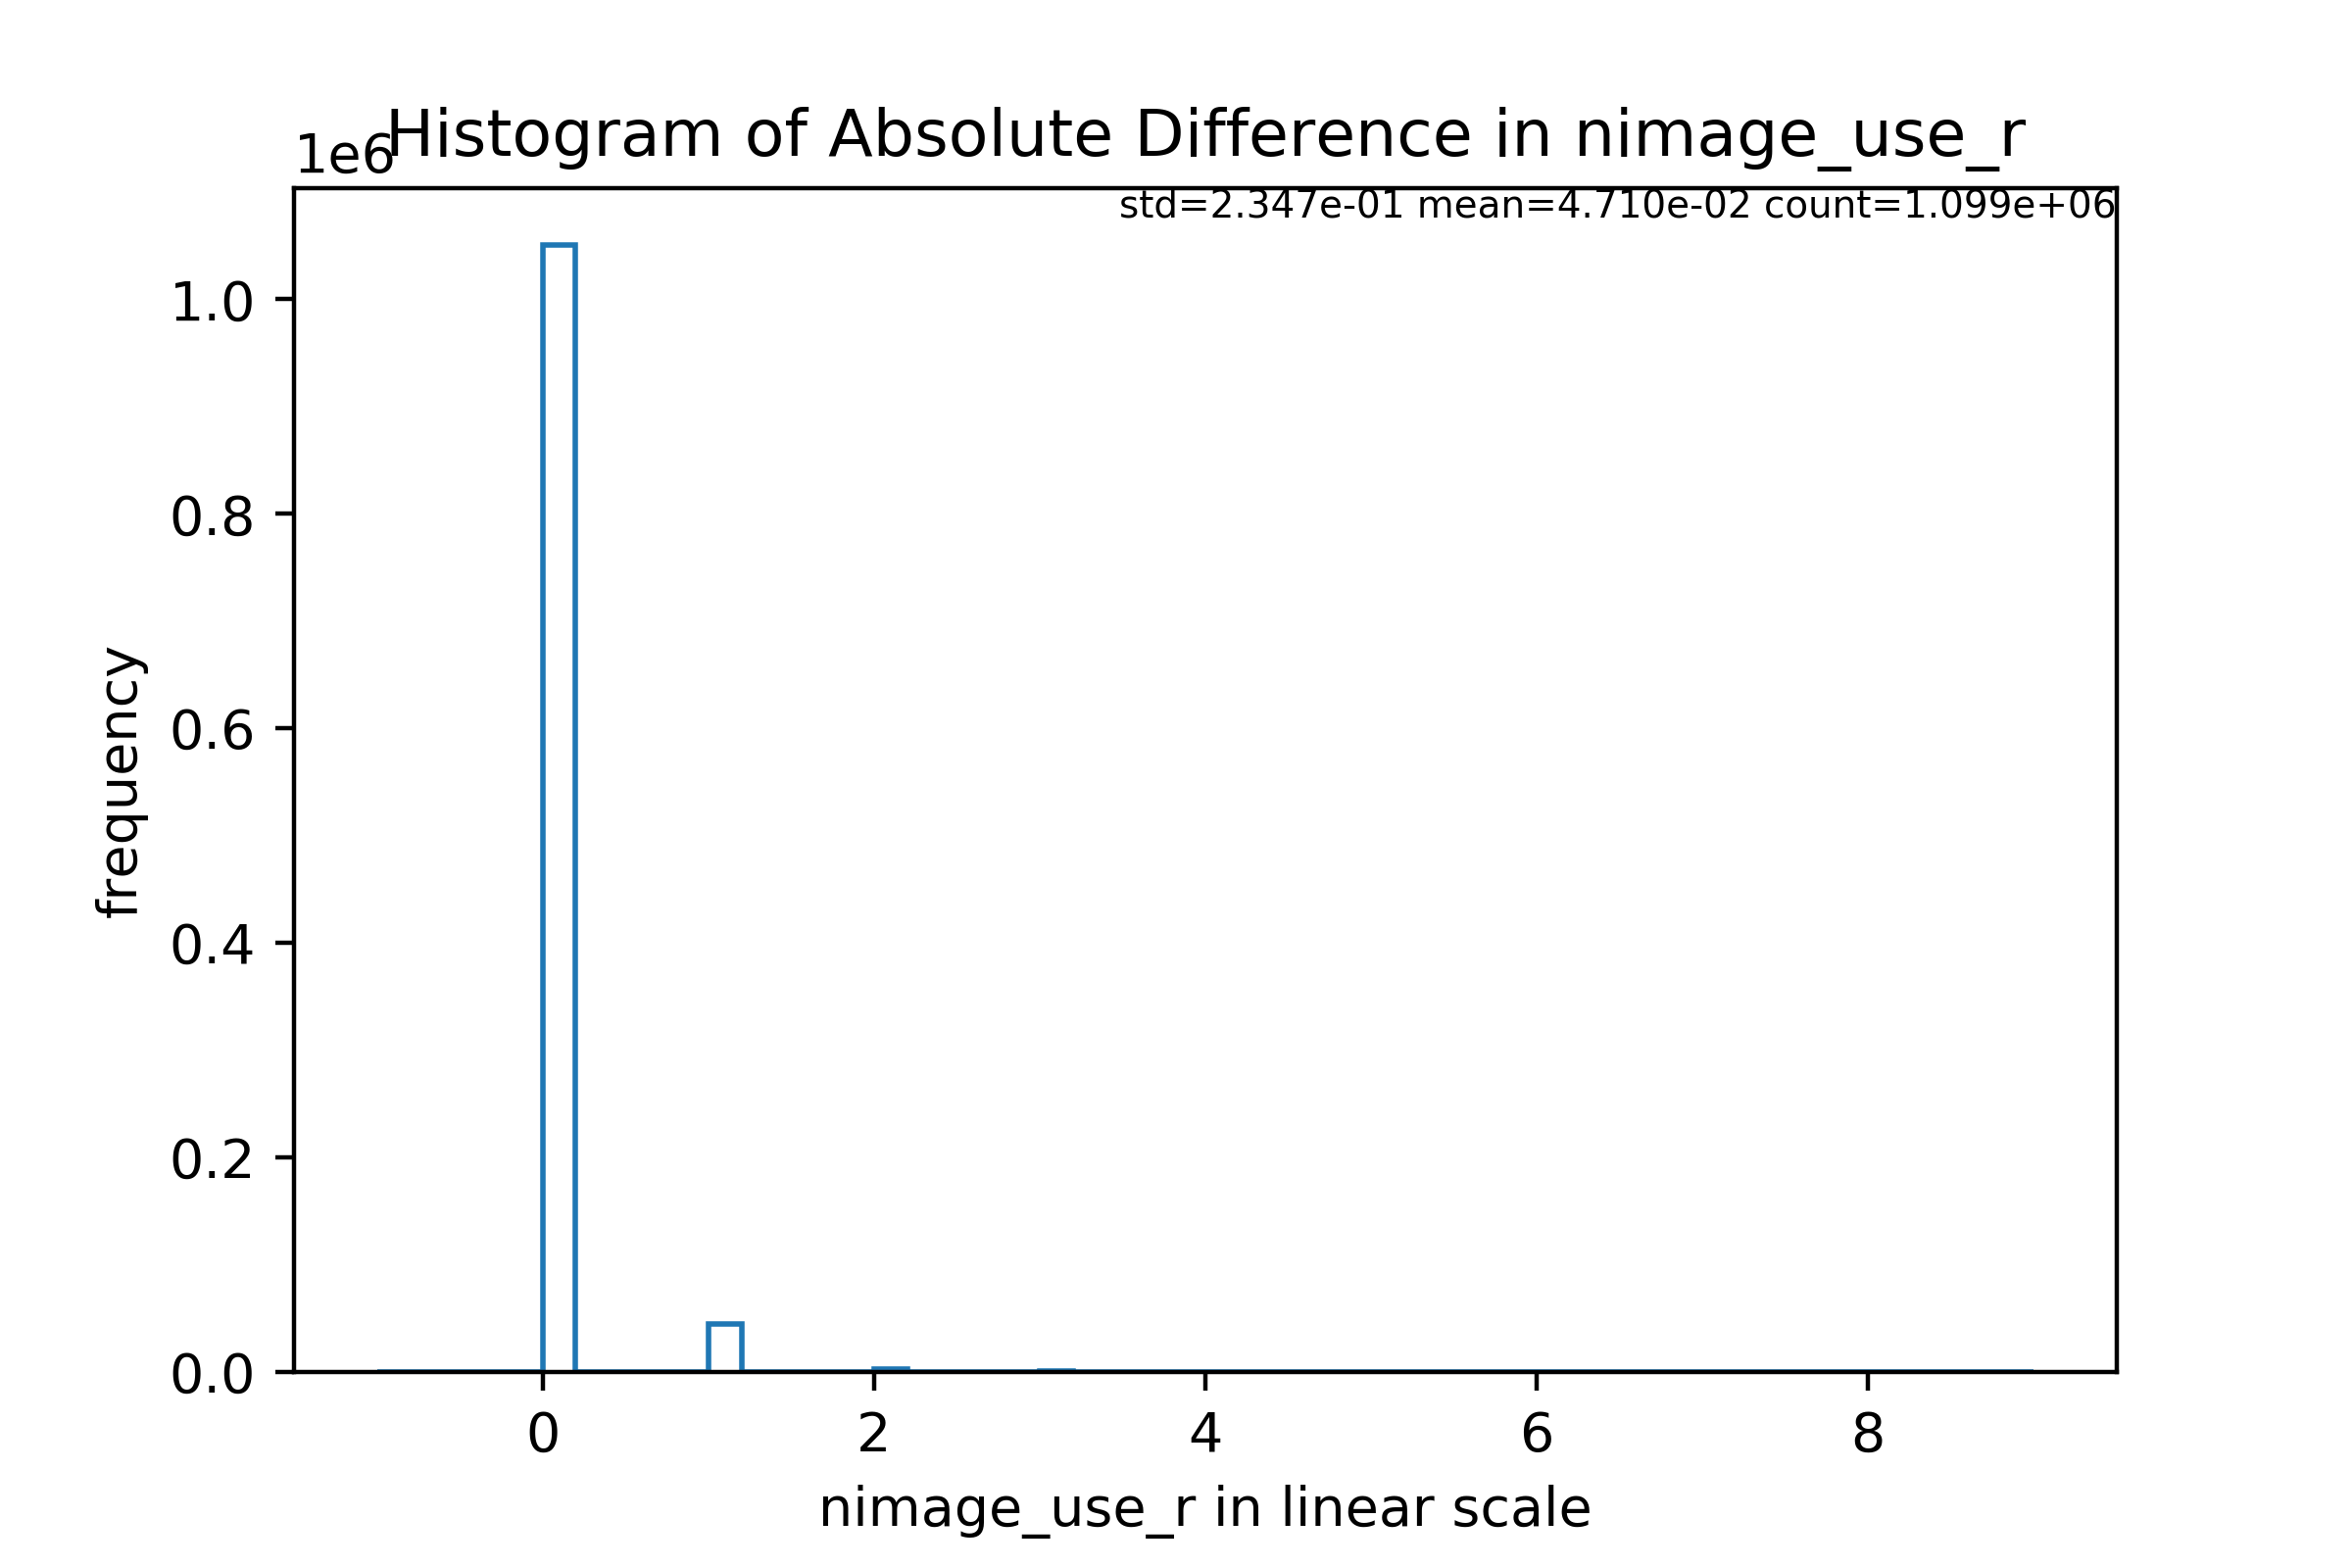 Histogram of Absolute Difference in nimage_use_r
1e6
std=2.347e-01 mean=4.710e-02 count=1.099e+06
1.0
0.8
0.6
0.4
0.2
0.0
frequency
0 2 4 6 8
nimage_use_r in linear scale